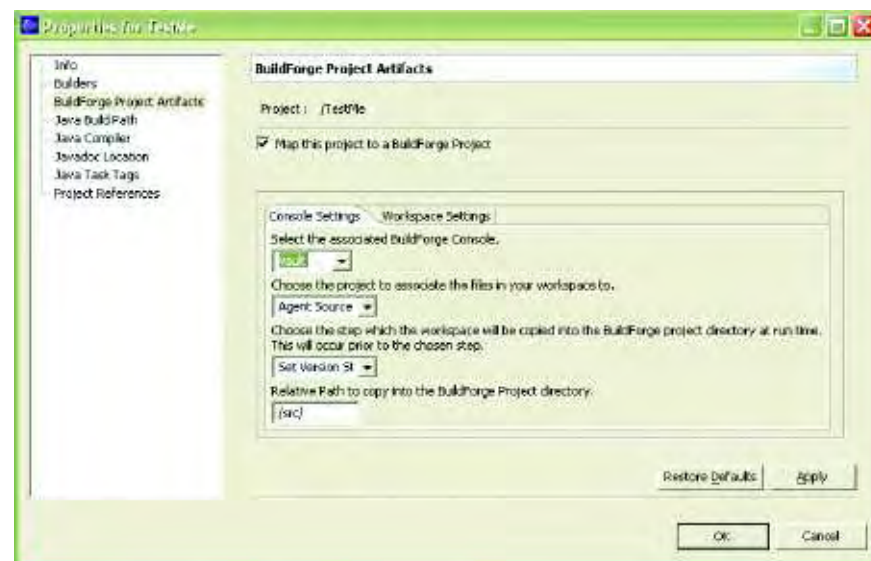 Properties for TestMe
Info
Builders
BuildForge Project Artifacts
Java Build Path
Java Compiler
Javadoc Location
Java Task Tags
Project References
BuildForge Project Artifacts
Project : /TestMe
Map this project to a BuildForge Project
Console Settings Workspace Settings
Select the associated BuildForge Console.
vault
Choose the project to associate the files in your workspace to.
Agent Source
Choose the step which the workspace will be copied into the BuildForge project directory at run time.
This will occur prior to the chosen step.
Set Version St
Relative Path to copy into the BuildForge Project directory.
/src/
Restore Defaults Apply
OK Cancel